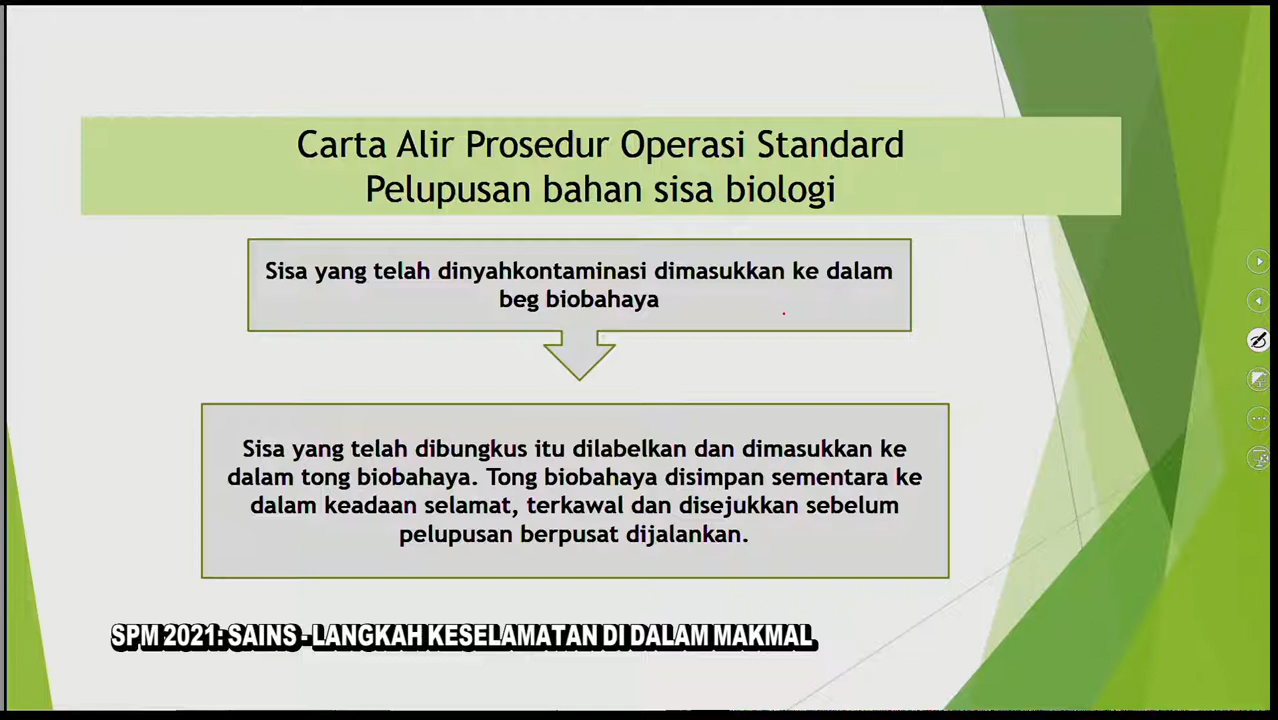 Carta Alir Prosedur Operasi Standard
Pelupusan bahan sisa biologi
Sisa yang telah dinyahkontaminasi dimasukkan ke dalam
beg biobahaya
Sisa yang telah dibungkus itu dilabelkan dan dimasukkan ke
dalam tong biobahaya. Tong biobahaya disimpan sementara ke
dalam keadaan selamat, terkawal dan disejukkan sebelum
pelupusan berpusat dijalankan.
SPM 2021: SAINS - LANGKAH KESELAMATAN DI DALAM MAKMAL